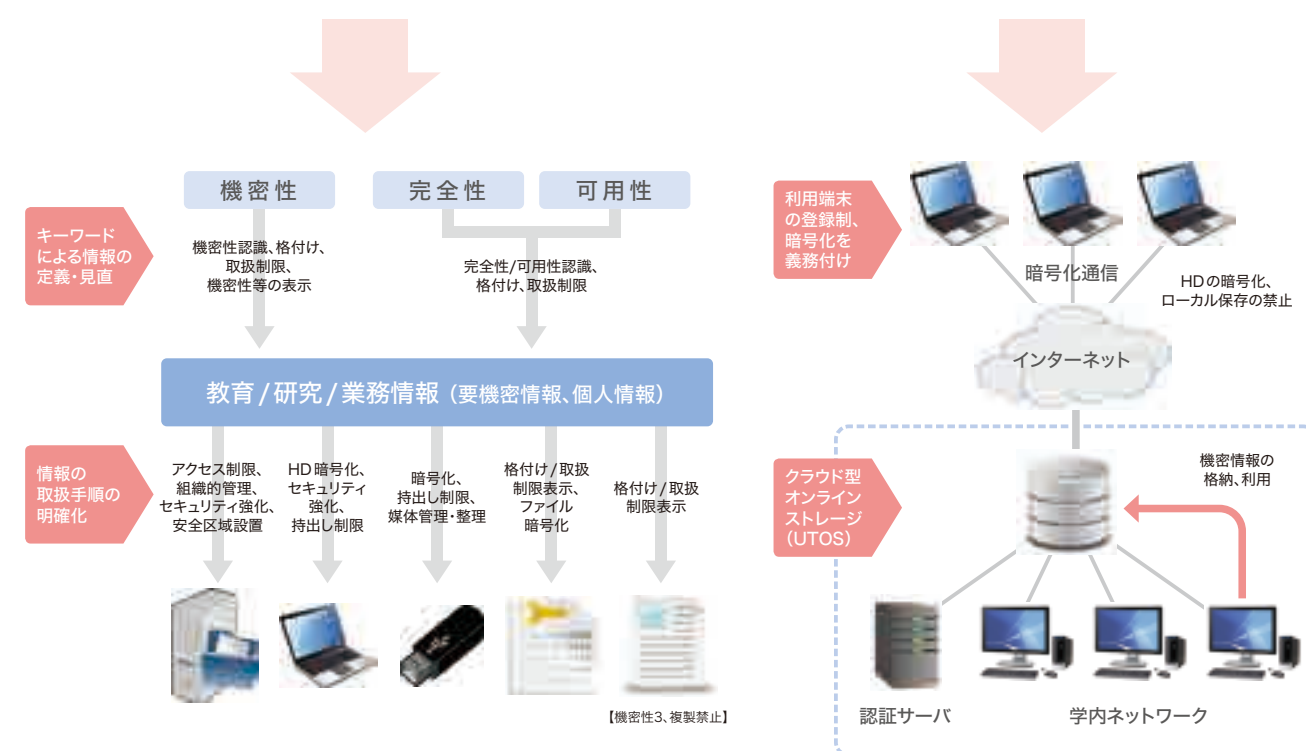 機密性
完全性
可用性
キーワード
による情報の
定義・見直
機密性認識、格付け、
取扱制限、
機密性等の表示
完全性/可用性認識、
格付け、取扱制限
教育/研究/業務情報（要機密情報、個人情報）
情報の
取扱手順の
明確化
アクセス制限、
組織的管理、
セキュリティ強化、
安全区域設置
HD暗号化、
セキュリティ
強化、
持出し制限
暗号化、
持出し制限、
媒体管理・整理
格付け/取扱
制限表示、
ファイル
暗号化
格付け/取扱
制限表示
【機密性3、複製禁止】
利用端末
の登録制、
暗号化を
義務付け
暗号化通信
HDの暗号化、
ローカル保存の禁止
インターネット
クラウド型
オンライン
ストレージ
（UTOS）
機密情報の
格納、利用
認証サーバ
学内ネットワーク